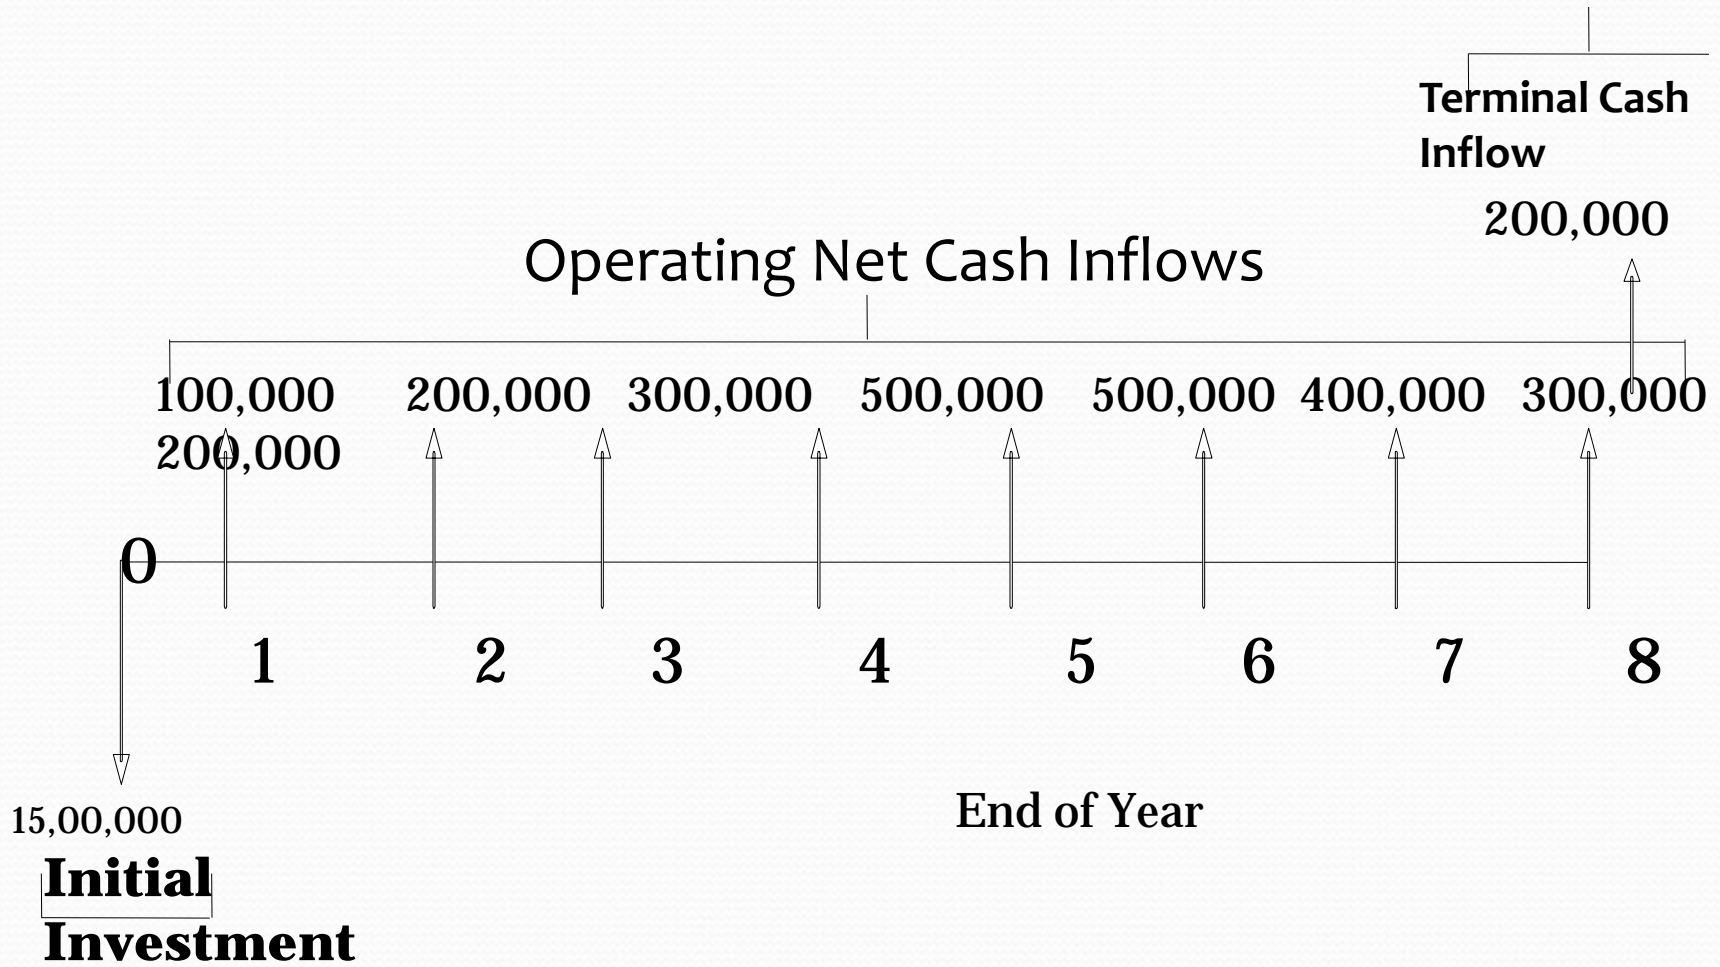 Terminal Cash
Inflow
200,000
Operating Net Cash Inflows
100,000 200,000 300,000 500,000 500,000 400,000 300,000
200,000
0
1 2 3 4 5 6 7 8
15,00,000
End of Year
Initial
Investment